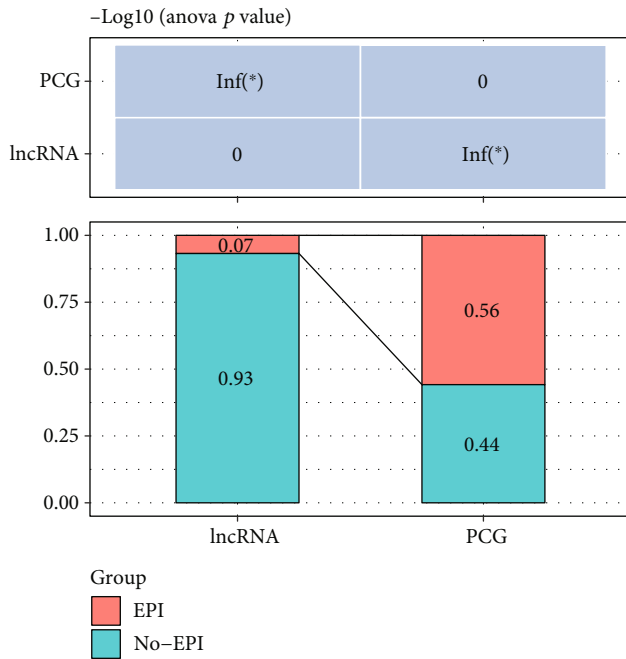 –Log10 (anova p value)
PCG Inf(*) 0
lncRNA 0 Inf(*)
1.00
0.07
0.75
0.56
0.50
0.93
0.44
0.25
0.00
lncRNA PCG
Group
EPI
No–EPI